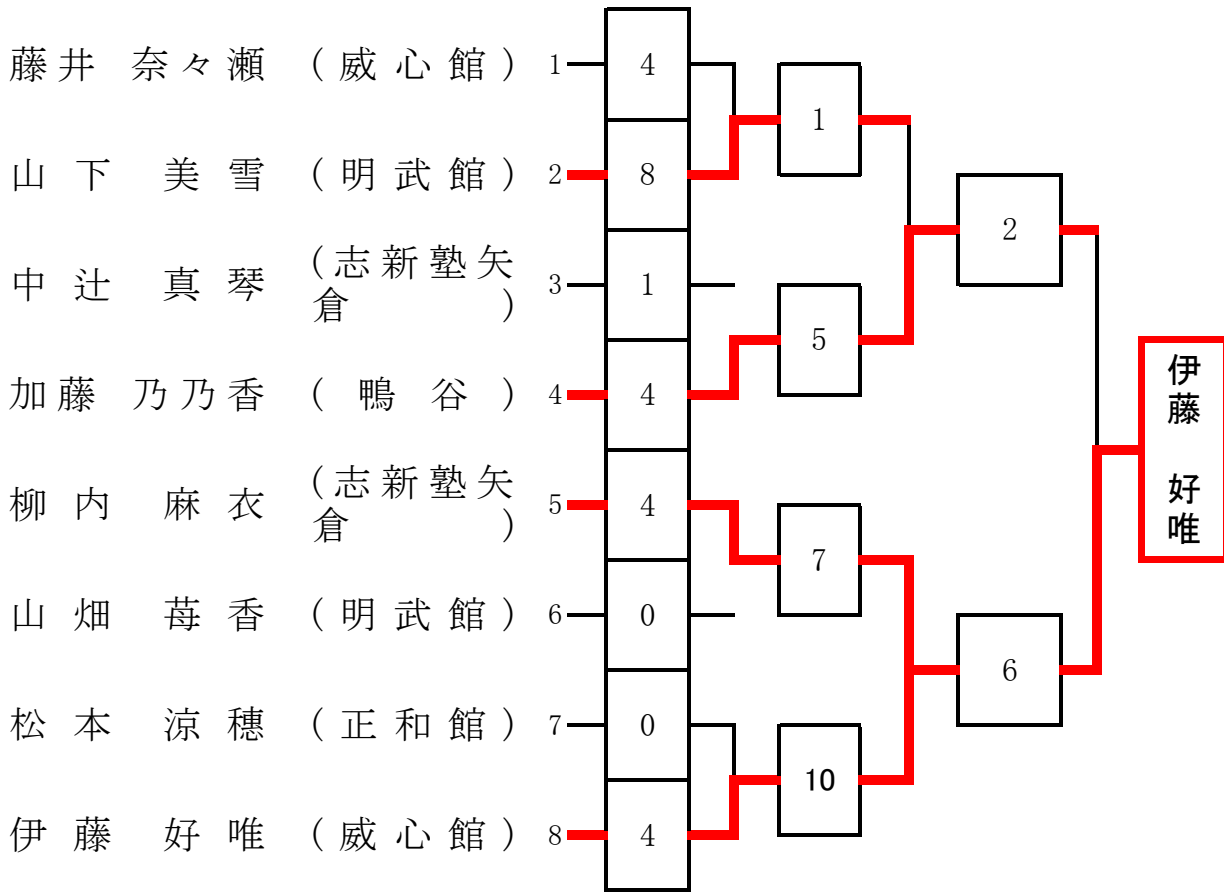 藤井 奈々瀬 (威心館) 1 4
1
山下 美雪 (明武館) 2 8
2
中辻 真琴 (志新塾矢倉) 3 1
5
加藤 乃乃香 (鴨谷) 4 4
伊藤 好唯
柳内 麻衣 (志新塾矢倉) 5 4
7
山畑 苺香 (明武館) 6 0
6
松本 涼穂 (正和館) 7 0
10
伊藤 好唯 (威心館) 8 4